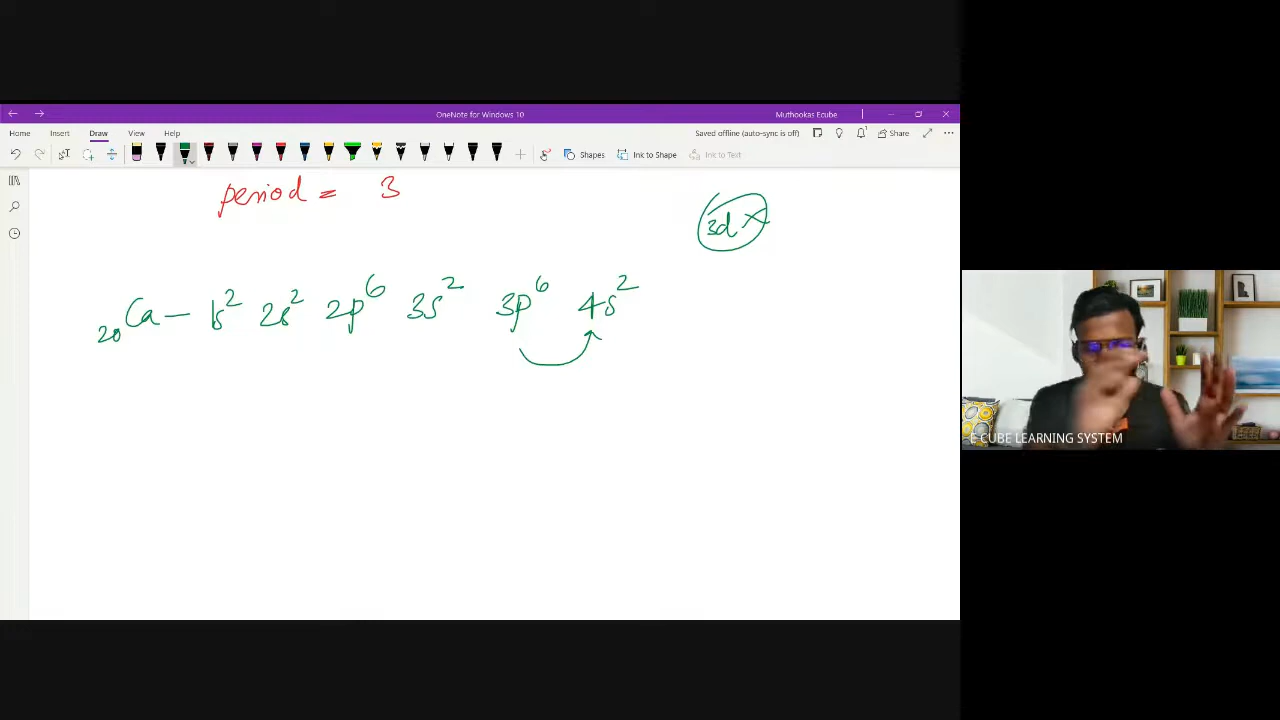 OneNote for Windows 10
Muthookas Ecube
Home Insert Draw View Help
Saved offline (auto-sync is off)
Share
Shapes Ink to Shape Ink to Text
period = 3
3d X
20Ca – 1s² 2s² 2p⁶ 3s² 3p⁶ 4s²
E CUBE LEARNING SYSTEM